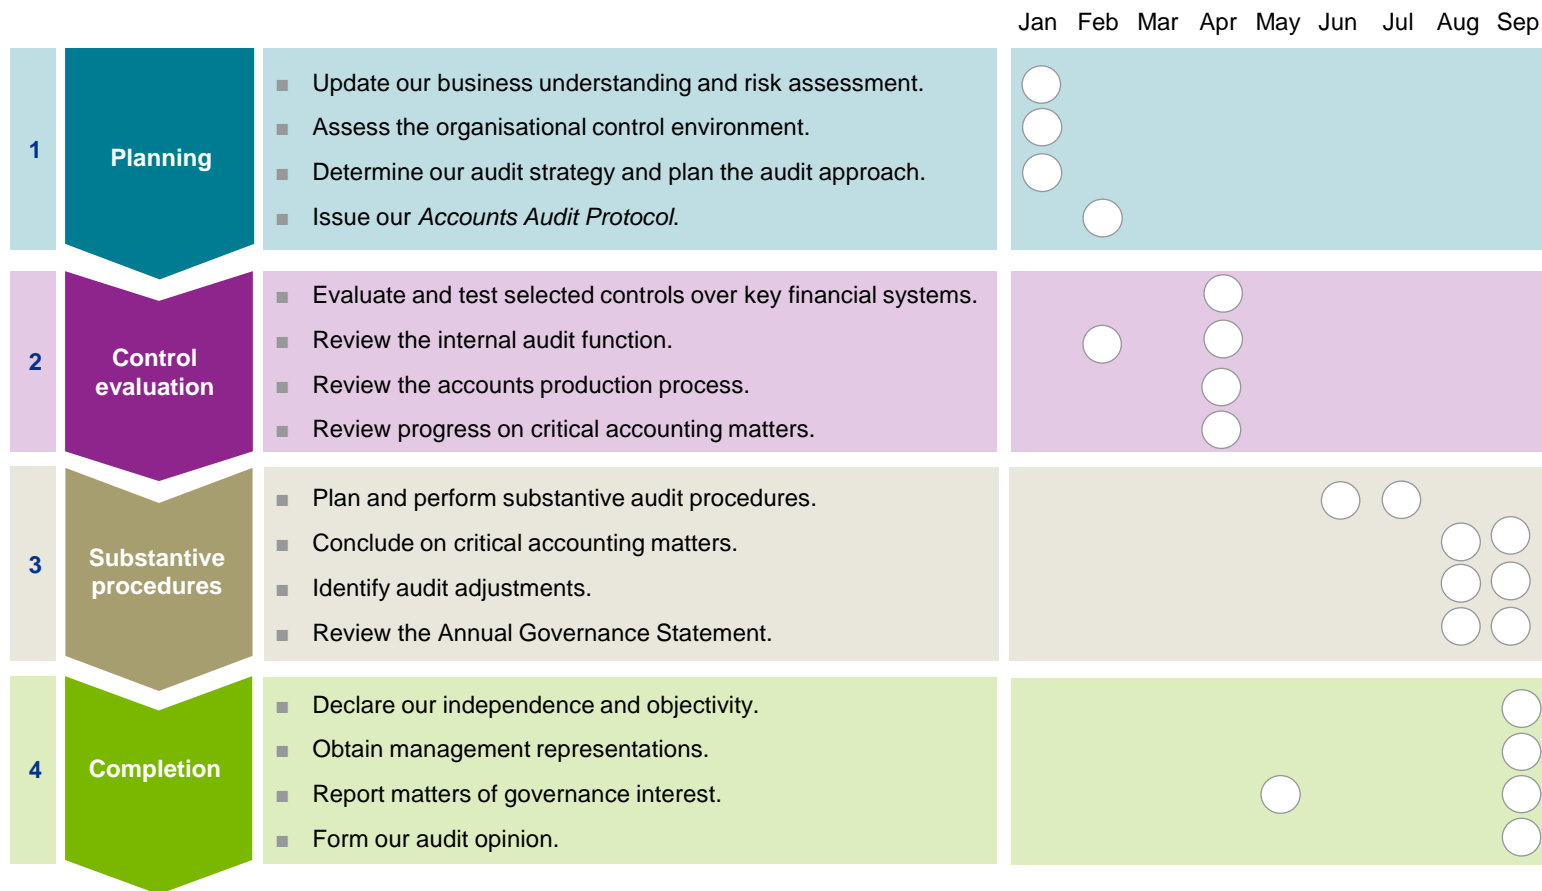 Jan Feb Mar Apr May Jun Jul Aug Sep
1
Planning
Update our business understanding and risk assessment.
Assess the organisational control environment.
Determine our audit strategy and plan the audit approach.
Issue our Accounts Audit Protocol.
2
Control
evaluation
Evaluate and test selected controls over key financial systems.
Review the internal audit function.
Review the accounts production process.
Review progress on critical accounting matters.
3
Substantive
procedures
Plan and perform substantive audit procedures.
Conclude on critical accounting matters.
Identify audit adjustments.
Review the Annual Governance Statement.
4
Completion
Declare our independence and objectivity.
Obtain management representations.
Report matters of governance interest.
Form our audit opinion.